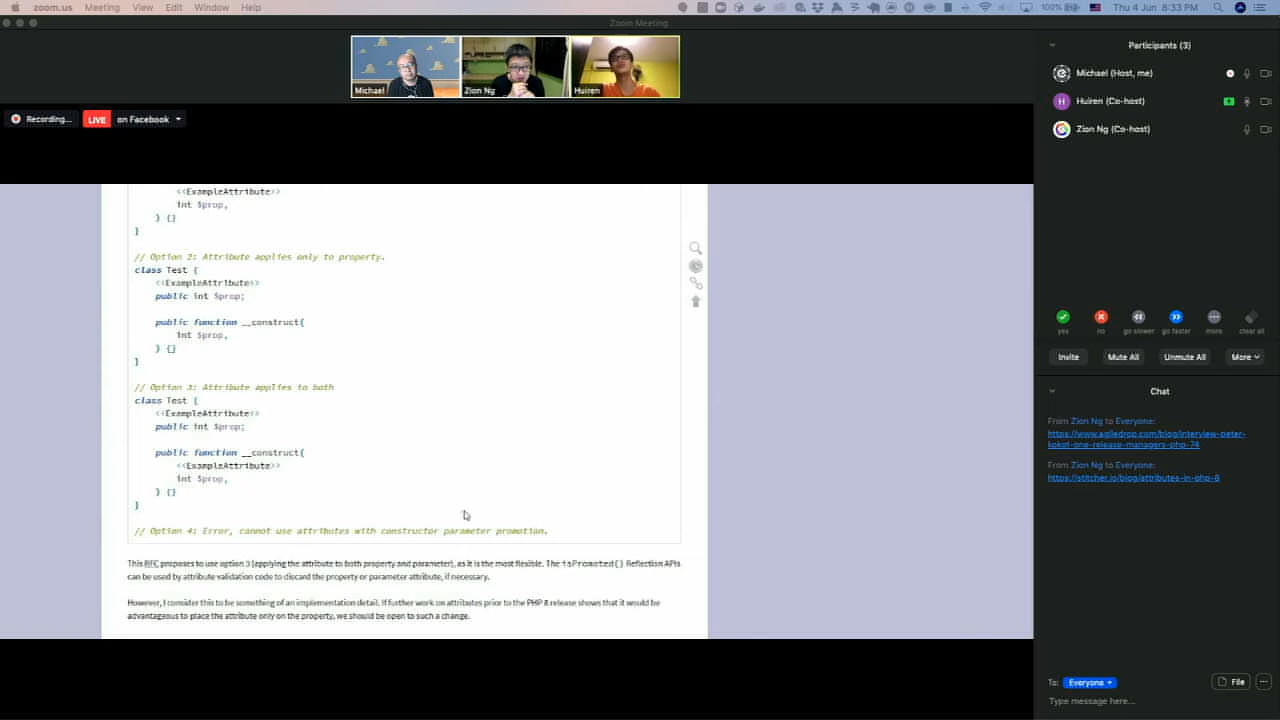 zoom.us Meeting View Edit Window Help
100% Thu 4 Jun 8:33 PM
Zoom Meeting
Michael
Zion Ng
Huiren
Participants (3)
Michael (Host, me)
H Huiren (Co-host)
Zion Ng (Co-host)
Recording...
LIVE on Facebook
<<ExampleAttribute>>
int $prop,
) {}
}
// Option 2: Attribute applies only to property.
class Test {
<<ExampleAttribute>>
public int $prop;
public function __construct(
int $prop,
) {}
}
// Option 3: Attribute applies to both
class Test {
<<ExampleAttribute>>
public int $prop;
public function __construct(
<<ExampleAttribute>>
int $prop,
) {}
}
// Option 4: Error, cannot use attributes with constructor parameter promotion.
This RFC proposes to use option 3 (applying the attribute to both property and parameter), as it is the most flexible. The isPromoted() Reflection APIs
can be used by attribute validation code to discard the property or parameter attribute, if necessary.
However, I consider this to be something of an implementation detail. If further work on attributes prior to the PHP 8 release shows that it would be
advantageous to place the attribute only on the property, we should be open to such a change.
yes no go slower go faster more clear all
Invite Mute All Unmute All More
Chat
From Zion Ng to Everyone:
https://www.agiledrop.com/blog/interview-peter-
kokot-one-release-managers-php-74
From Zion Ng to Everyone:
https://stitcher.io/blog/attributes-in-php-8
To: Everyone File ...
Type message here...